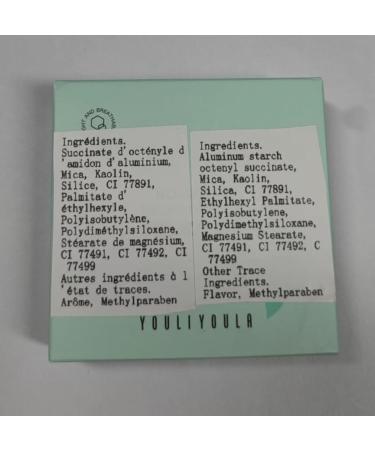 HT AND BREATHAB
Ingrédients.
Succinate d'octényle d
'amidon d'aluminium,
Mica, Kaolin,
Silice, CI 77891,
Palmitate d'
éthylhexyle,
Polyisobutylène,
Polydiméthylsiloxane,
Stéarate de magnésium,
CI 77491, CI 77492, CI
77499
Autres ingrédients à l
'état de traces.
Arôme, Methylparaben
Ingredients.
Aluminum starch
octenyl succinate,
Mica, Kaolin,
Silica, CI 77891,
Ethylhexyl Palmitate,
Polyisobutylene,
Polydimethylsiloxane,
Magnesium Stearate,
CI 77491, CI 77492, C
77499
Other Trace
Ingredients.
Flavor, Methylparaben
YOULIYOULA